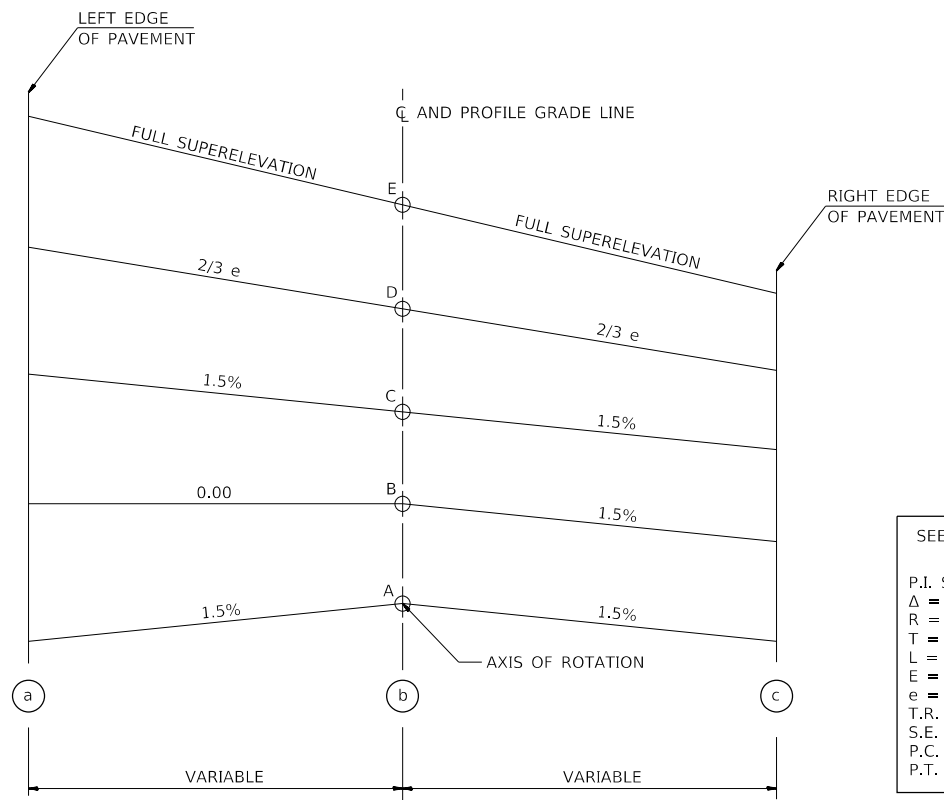 LEFT EDGE
OF PAVEMENT
℄ AND PROFILE GRADE LINE
FULL SUPERELEVATION
E
RIGHT EDGE
OF PAVEMENT
FULL SUPERELEVATION
2/3 e
D
2/3 e
1.5%
C
1.5%
0.00
B
1.5%
A
1.5%
1.5%
AXIS OF ROTATION
a
b
c
VARIABLE
VARIABLE
SEE
P.I.
Δ =
R =
T =
L =
E =
e =
T.R.
S.E.
P.C.
P.T.